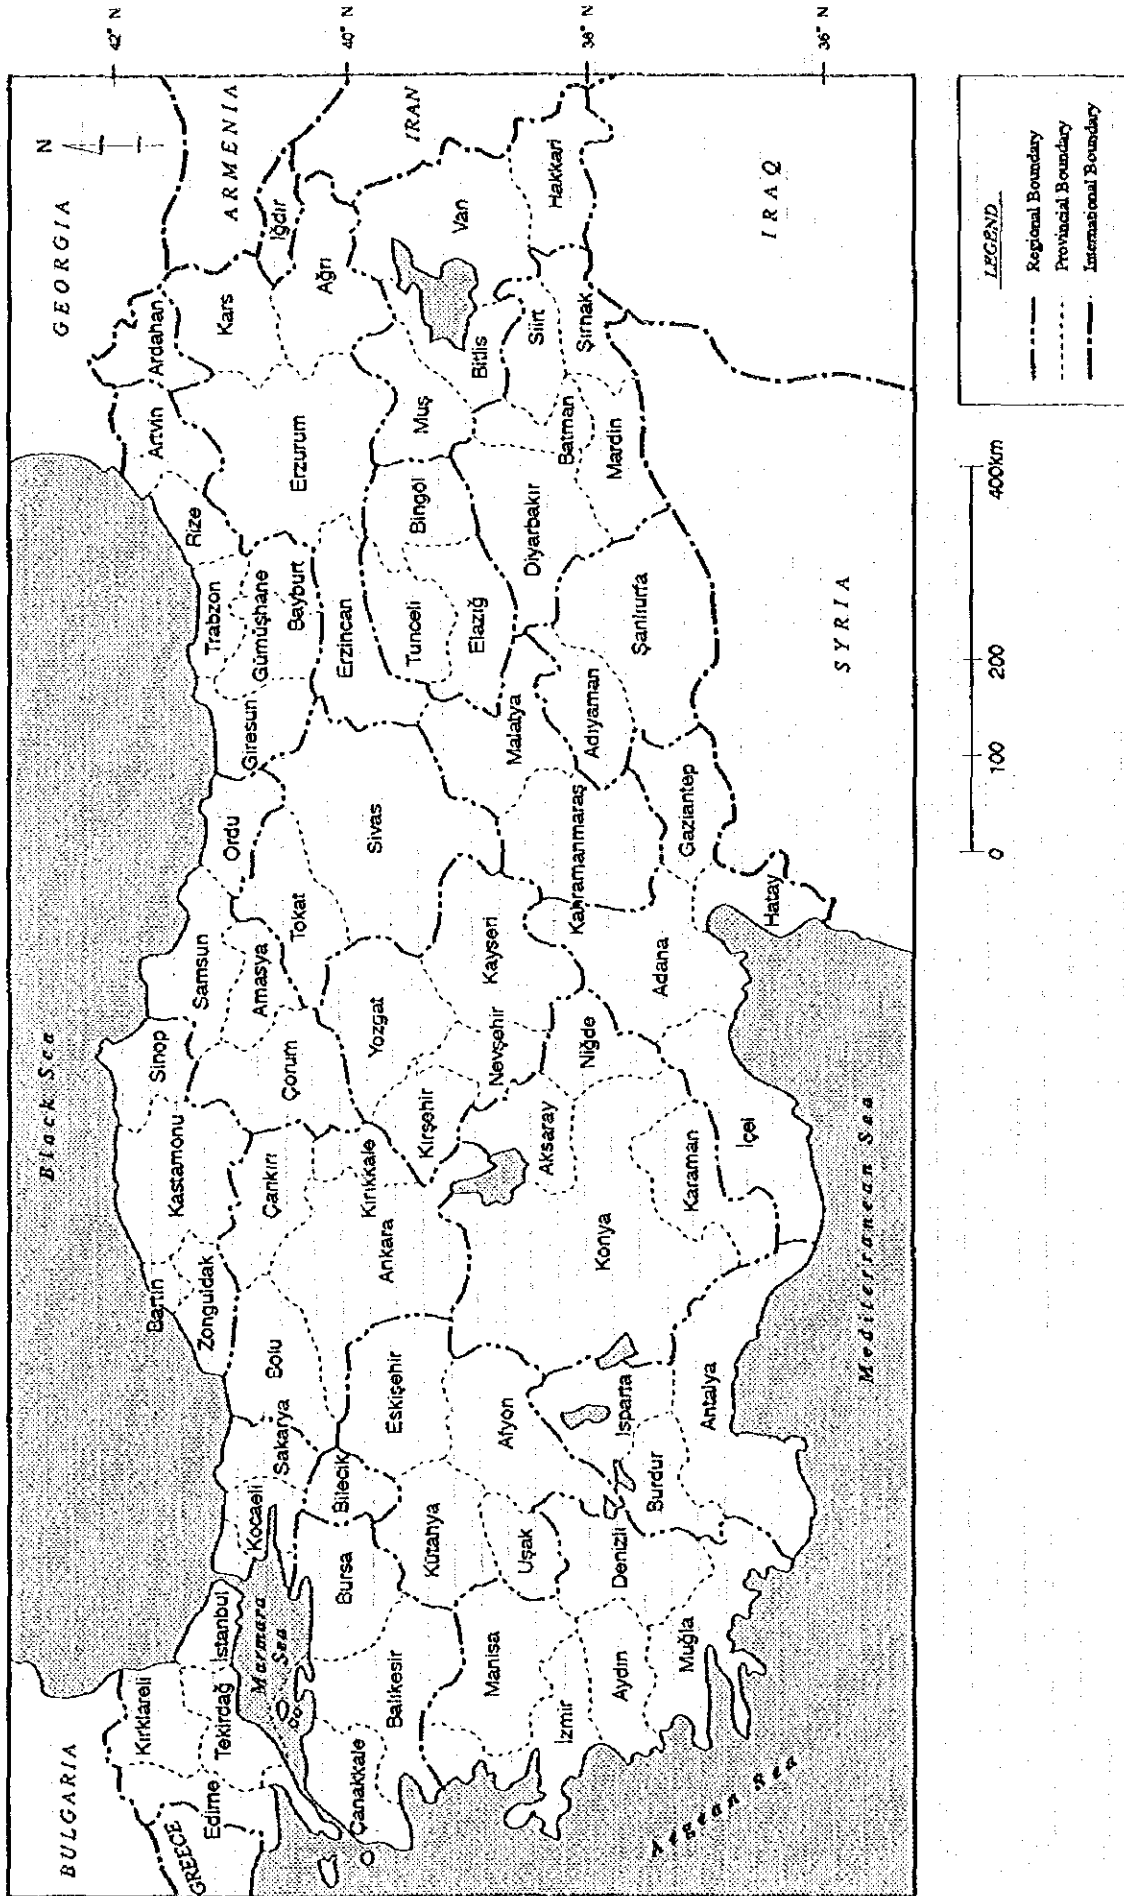 BULGARIA
GREECE
Black Sea
GEORGIA
ARMENIA
IRAN
IRAQ
SYRIA
Mediterranean Sea
Aegean Sea
Marmara
Sea
N
42° N
40° N
38° N
36° N
Kırklareli
Edirne
Tekirdağ
İstanbul
Kocaeli
Sakarya
Bolu
Zonguldak
Bartın
Kastamonu
Sinop
Samsun
Ordu
Giresun
Trabzon
Rize
Artvin
Ardahan
Çankırı
Çorum
Amasya
Tokat
Gümüşhane
Bayburt
Erzurum
Kars
Iğdır
Ağrı
Çanakkale
Balıkesir
Bursa
Bilecik
Eskişehir
Ankara
Kırıkkale
Kırşehir
Yozgat
Sivas
Erzincan
Tunceli
Bingöl
Muş
Van
Kütahya
Manisa
Uşak
Afyon
Konya
Aksaray
Nevşehir
Kayseri
Niğde
Malatya
Elazığ
Diyarbakır
Bitlis
Siirt
Batman
Hakkari
Şırnak
Mardin
İzmir
Aydın
Denizli
Muğla
Burdur
Isparta
Antalya
Karaman
İçel
Adana
Kahramanmaraş
Adıyaman
Gaziantep
Şanlıurfa
Hatay
0 100 200 400km
LEGEND
Regional Boundary
Provincial Boundary
International Boundary